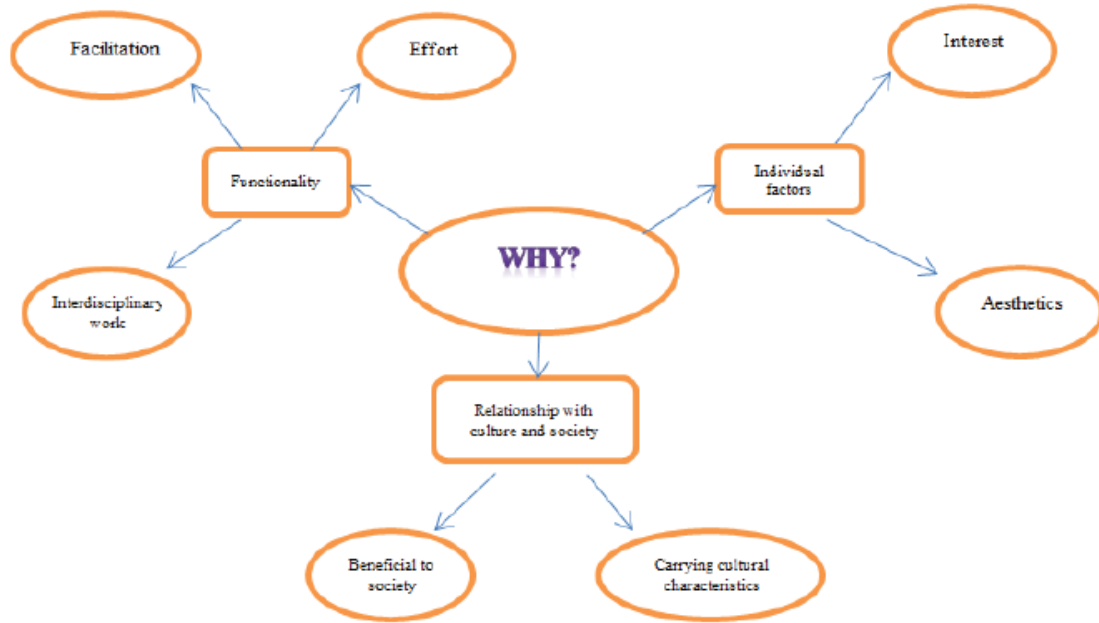 Facilitation
Effort
Interest
Functionality
Individual
factors
WHY?
Interdisciplinary
work
Aesthetics
Relationship with
culture and society
Beneficial to
society
Carrying cultural
characteristics